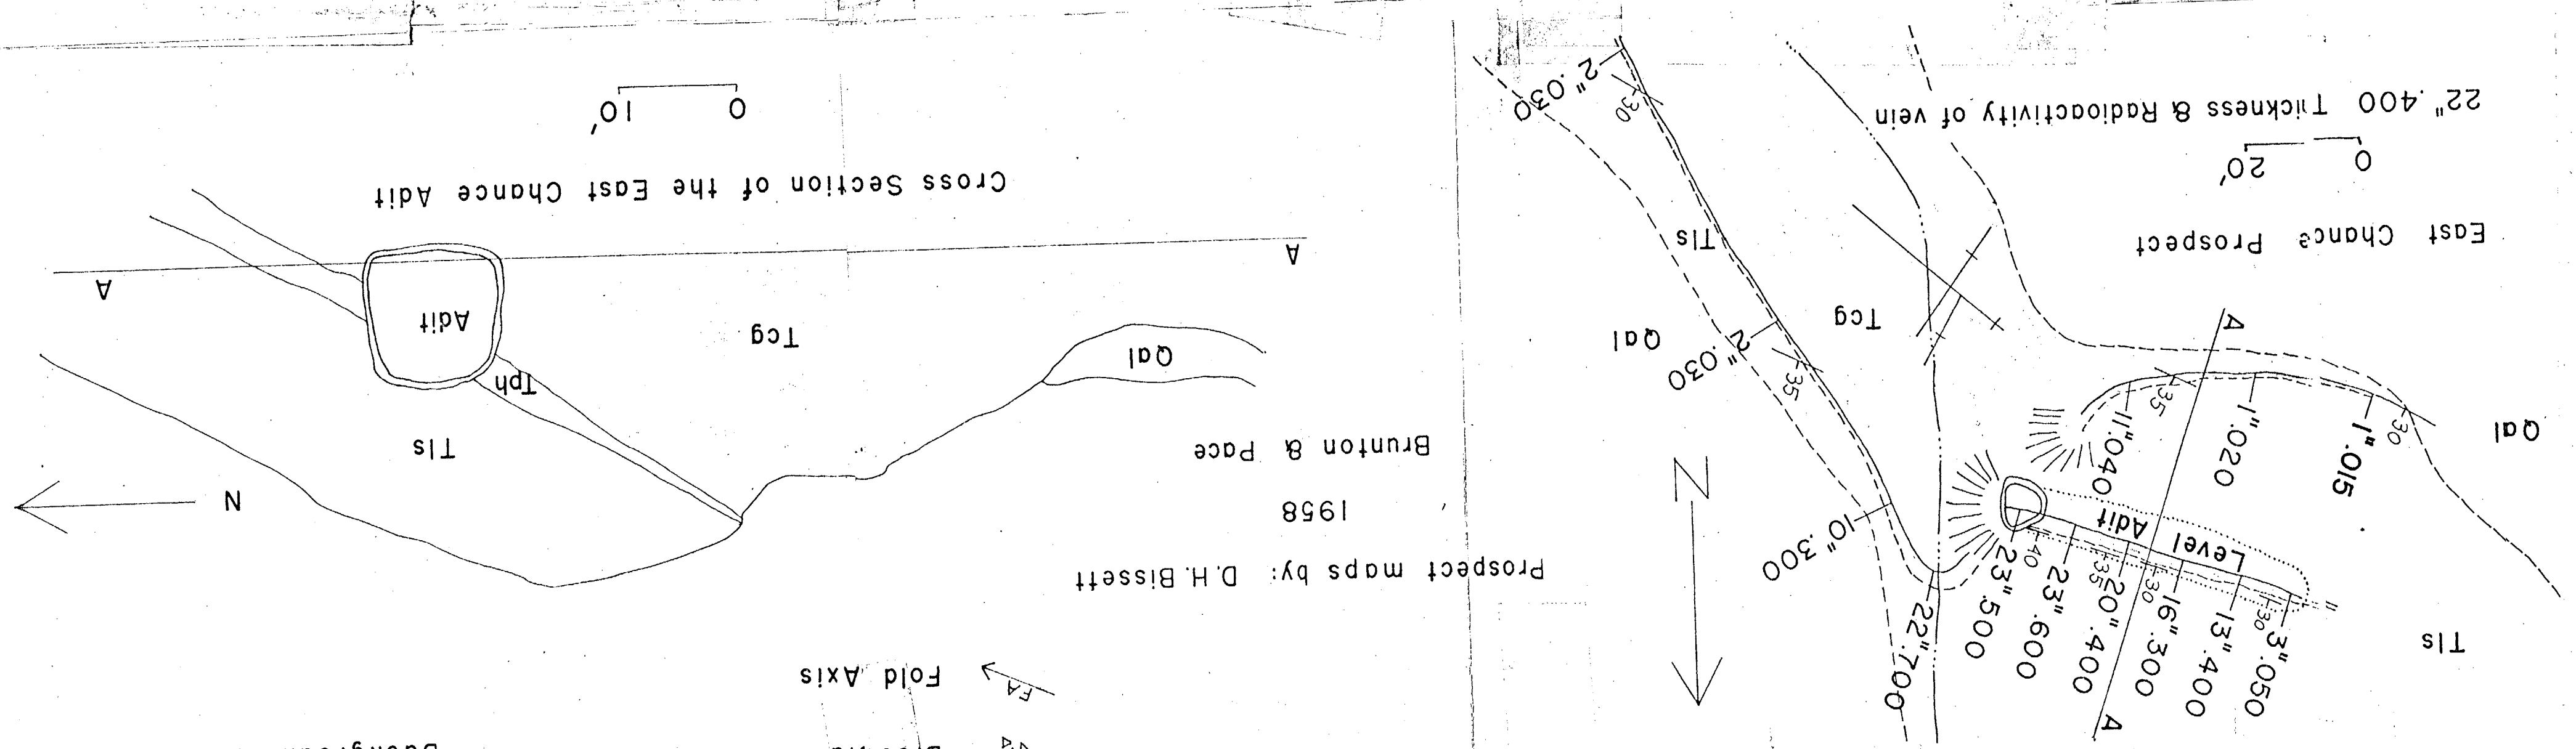 Fold Axis
FA
Prospect maps by: D.H. Bissett
1958
Brunton & Pace
N
Tls
Tph
Qal
Tcg
Adit
A
A
Cross Section of the East Chance Adit
0 10'
Tls
A
3".050
13".400
16".300
20".400
23".600
23".500
22".700
30
30
35
40
Level
Adit
N
10".300
Qal
1".015
1".020
11".040
30
35
A
2".030
35
Qal
Tcg
East Chance Prospect
Tls
0 20'
22".400 Thickness & Radioactivity of vein
2".030
30